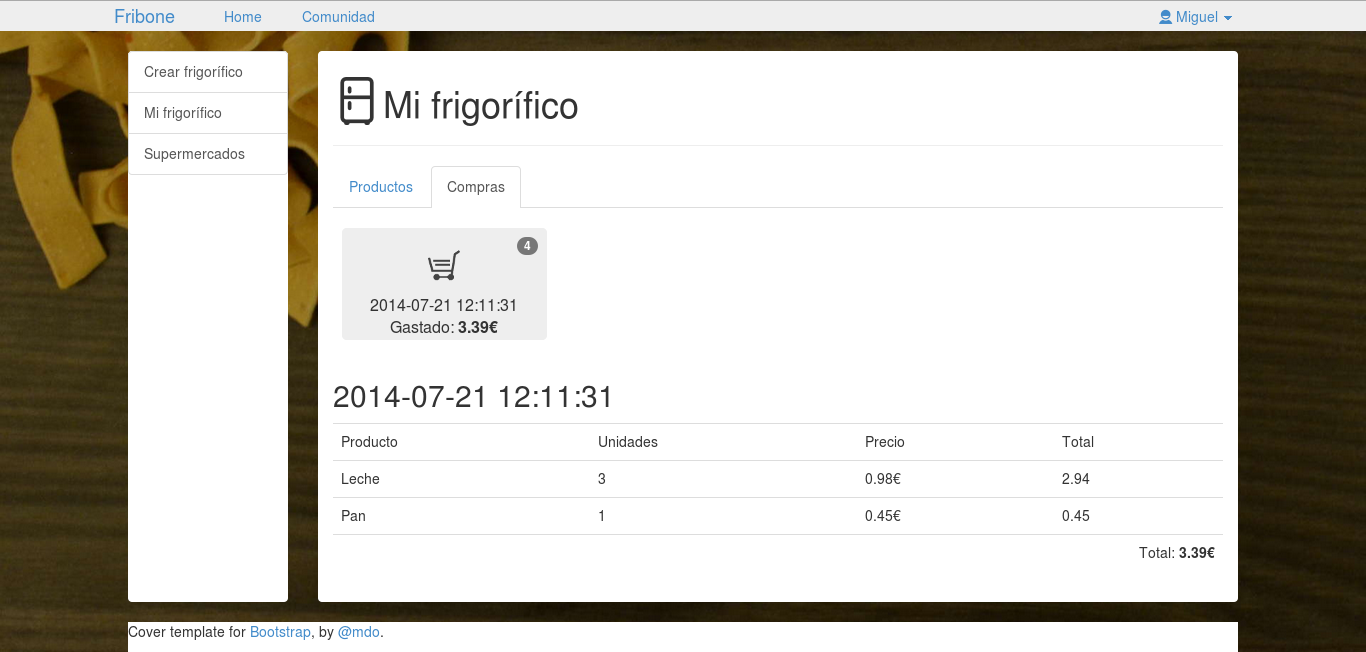 Fribone Home Comunidad Miguel
Crear frigorífico
Mi frigorífico
Supermercados
Mi frigorífico
Productos Compras
4
2014-07-21 12:11:31
Gastado: 3.39€
2014-07-21 12:11:31
Producto Unidades Precio Total
Leche 3 0.98€ 2.94
Pan 1 0.45€ 0.45
Total: 3.39€
Cover template for Bootstrap, by @mdo.